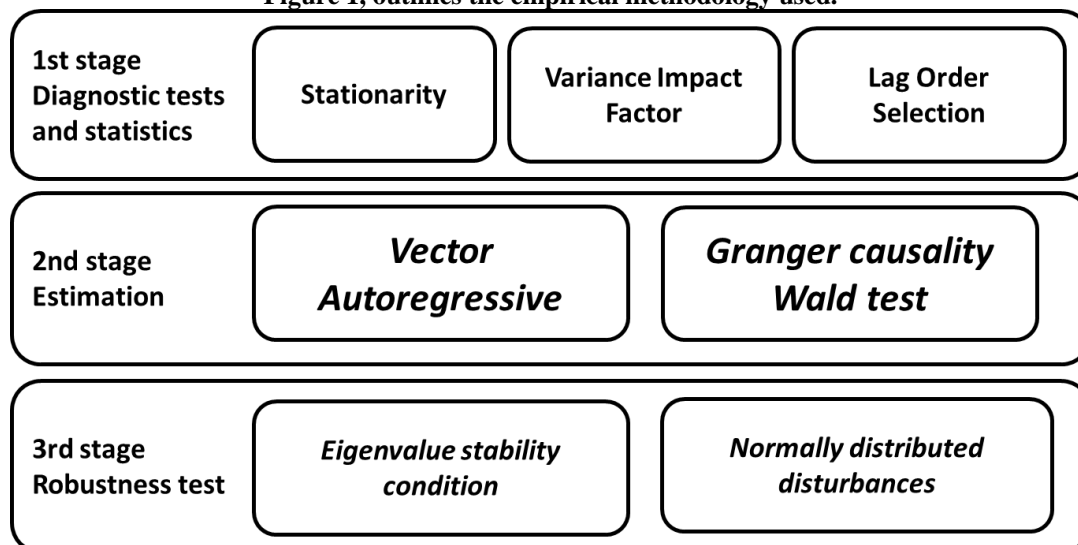 Figure 1, outlines the empirical methodology used.
1st stage
Diagnostic tests
and statistics
Stationarity
Variance Impact
Factor
Lag Order
Selection
2nd stage
Estimation
Vector
Autoregressive
Granger causality
Wald test
3rd stage
Robustness test
Eigenvalue stability
condition
Normally distributed
disturbances